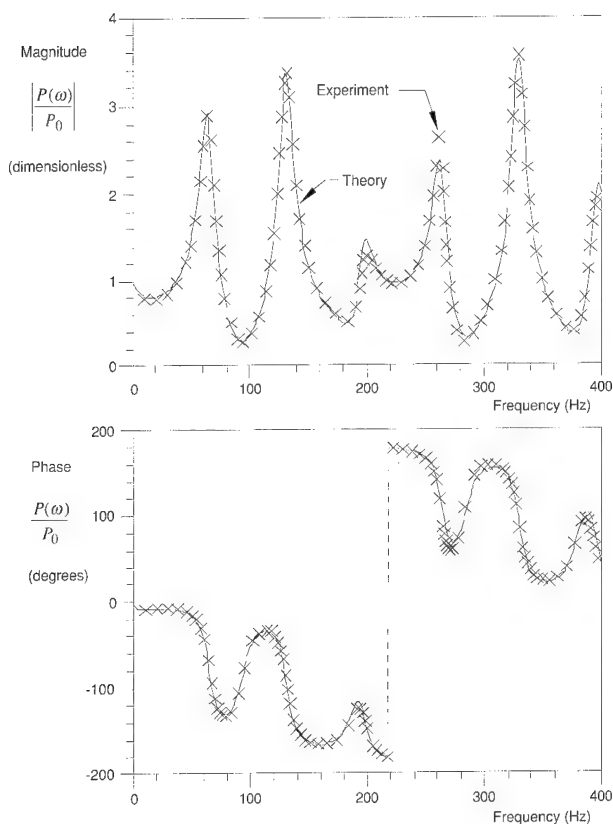 4
Magnitude
Experiment
|P(ω)/P0|
3
(dimensionless)
Theory
2
1
0
0 100 200 300 400
Frequency (Hz)
200
Phase
P(ω)/P0
100
(degrees)
0
-100
-200
0 100 200 300 400
Frequency (Hz)